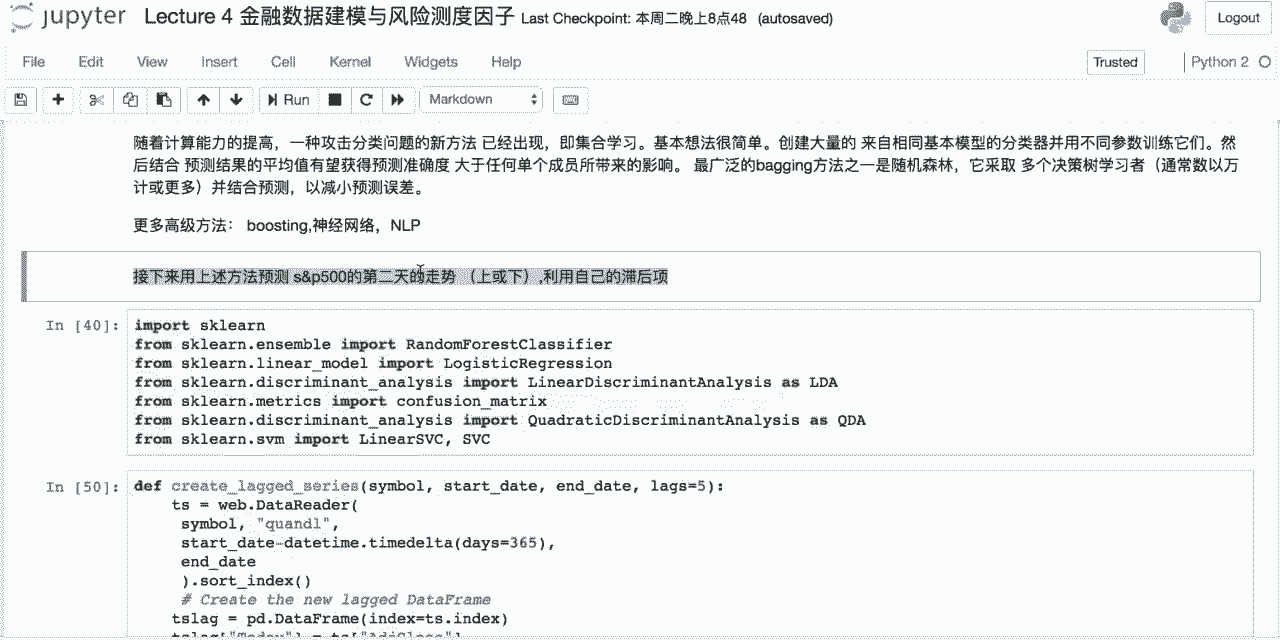 jupyter Lecture 4 金融数据建模与风险测度因子 Last Checkpoint: 本周二晚上8点48 (autosaved)
Logout
File Edit View Insert Cell Kernel Widgets Help
Trusted
Python 2
Run
Markdown
随着计算能力的提高，一种攻击分类问题的新方法 已经出现，即集合学习。基本想法很简单。创建大量的 来自相同基本模型的分类器并用不同参数训练它们。然
后结合 预测结果的平均值有望获得预测准确度 大于任何单个成员所带来的影响。 最广泛的bagging方法之一是随机森林，它采取 多个决策树学习者（通常数以万
计或更多）并结合预测，以减小预测误差。
更多高级方法： boosting,神经网络，NLP
接下来用上述方法预测 s&p500的第二天的走势 （上或下）,利用自己的滞后项
In [40]:
import sklearn
from sklearn.ensemble import RandomForestClassifier
from sklearn.linear_model import LogisticRegression
from sklearn.discriminant_analysis import LinearDiscriminantAnalysis as LDA
from sklearn.metrics import confusion_matrix
from sklearn.discriminant_analysis import QuadraticDiscriminantAnalysis as QDA
from sklearn.svm import LinearSVC, SVC
In [50]:
def create_lagged_series(symbol, start_date, end_date, lags=5):
ts = web.DataReader(
symbol, "quandl",
start_date-datetime.timedelta(days=365),
end_date
).sort_index()
# Create the new lagged DataFrame
tslag = pd.DataFrame(index=ts.index)